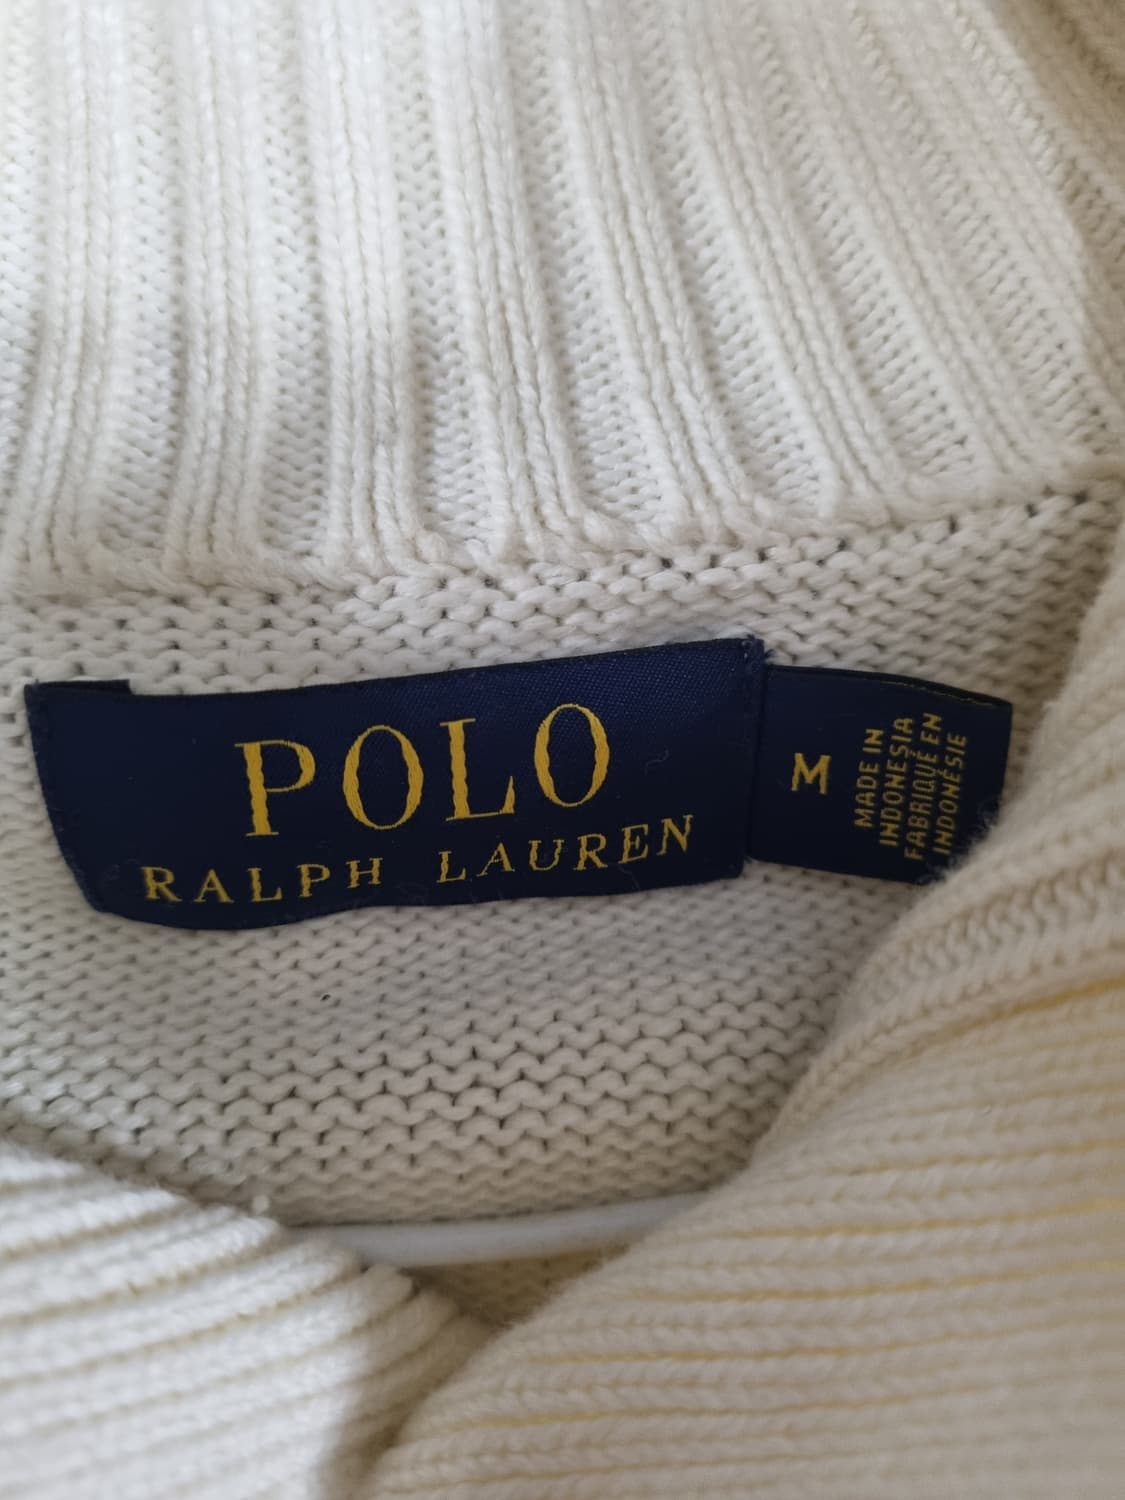 POLO
RALPH LAUREN
M
MADE IN
INDONESIA
FABRIQUÉ EN
INDONÉSIE